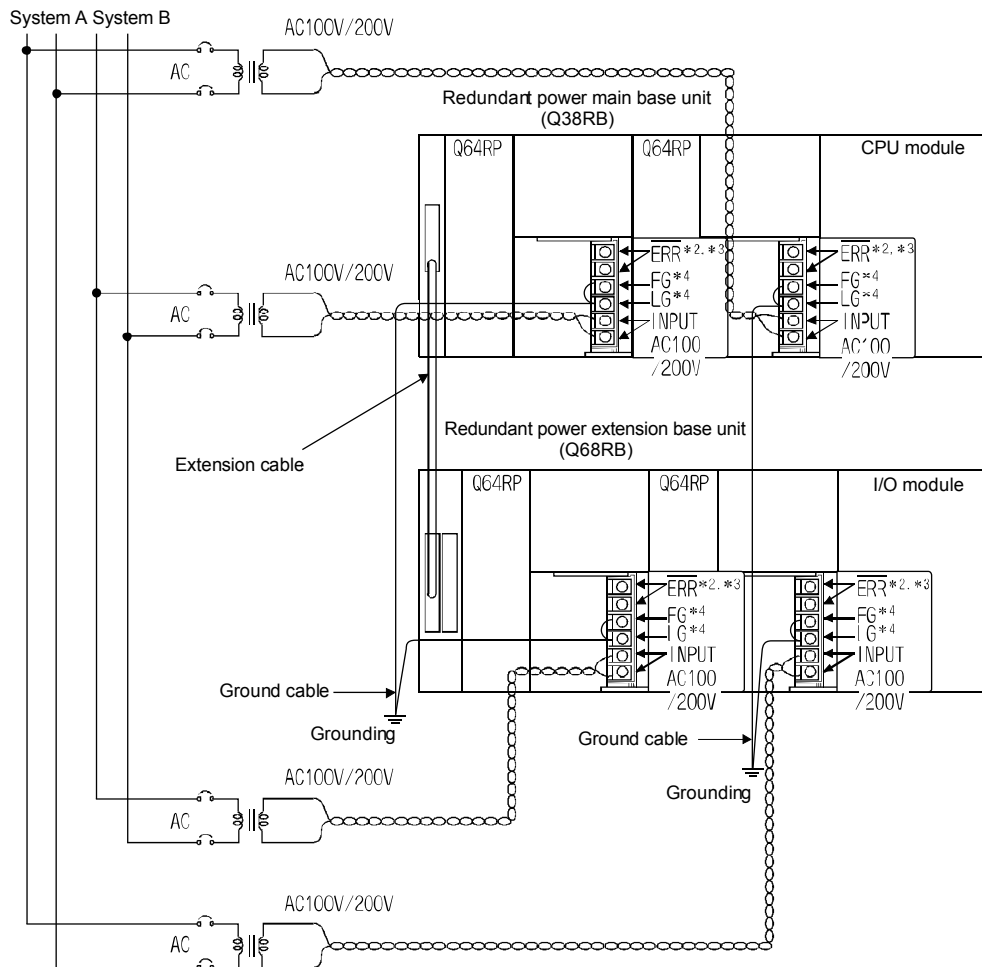 System A System B
AC100V/200V
AC
Redundant power main base unit
(Q38RB)
Q64RP
Q64RP
CPU module
ERR*2, *3
FG*4
LG*4
INPUT
AC100
/200V
ERR*2, *3
FG*4
LG*4
INPUT
AC100
/200V
AC100V/200V
AC
Extension cable
Redundant power extension base unit
(Q68RB)
Q64RP
Q64RP
I/O module
ERR*2, *3
FG*4
LG*4
INPUT
AC100
/200V
ERR*2, *3
FG*4
LG*4
INPUT
AC100
/200V
Ground cable
Grounding
Ground cable
Grounding
AC100V/200V
AC
AC100V/200V
AC